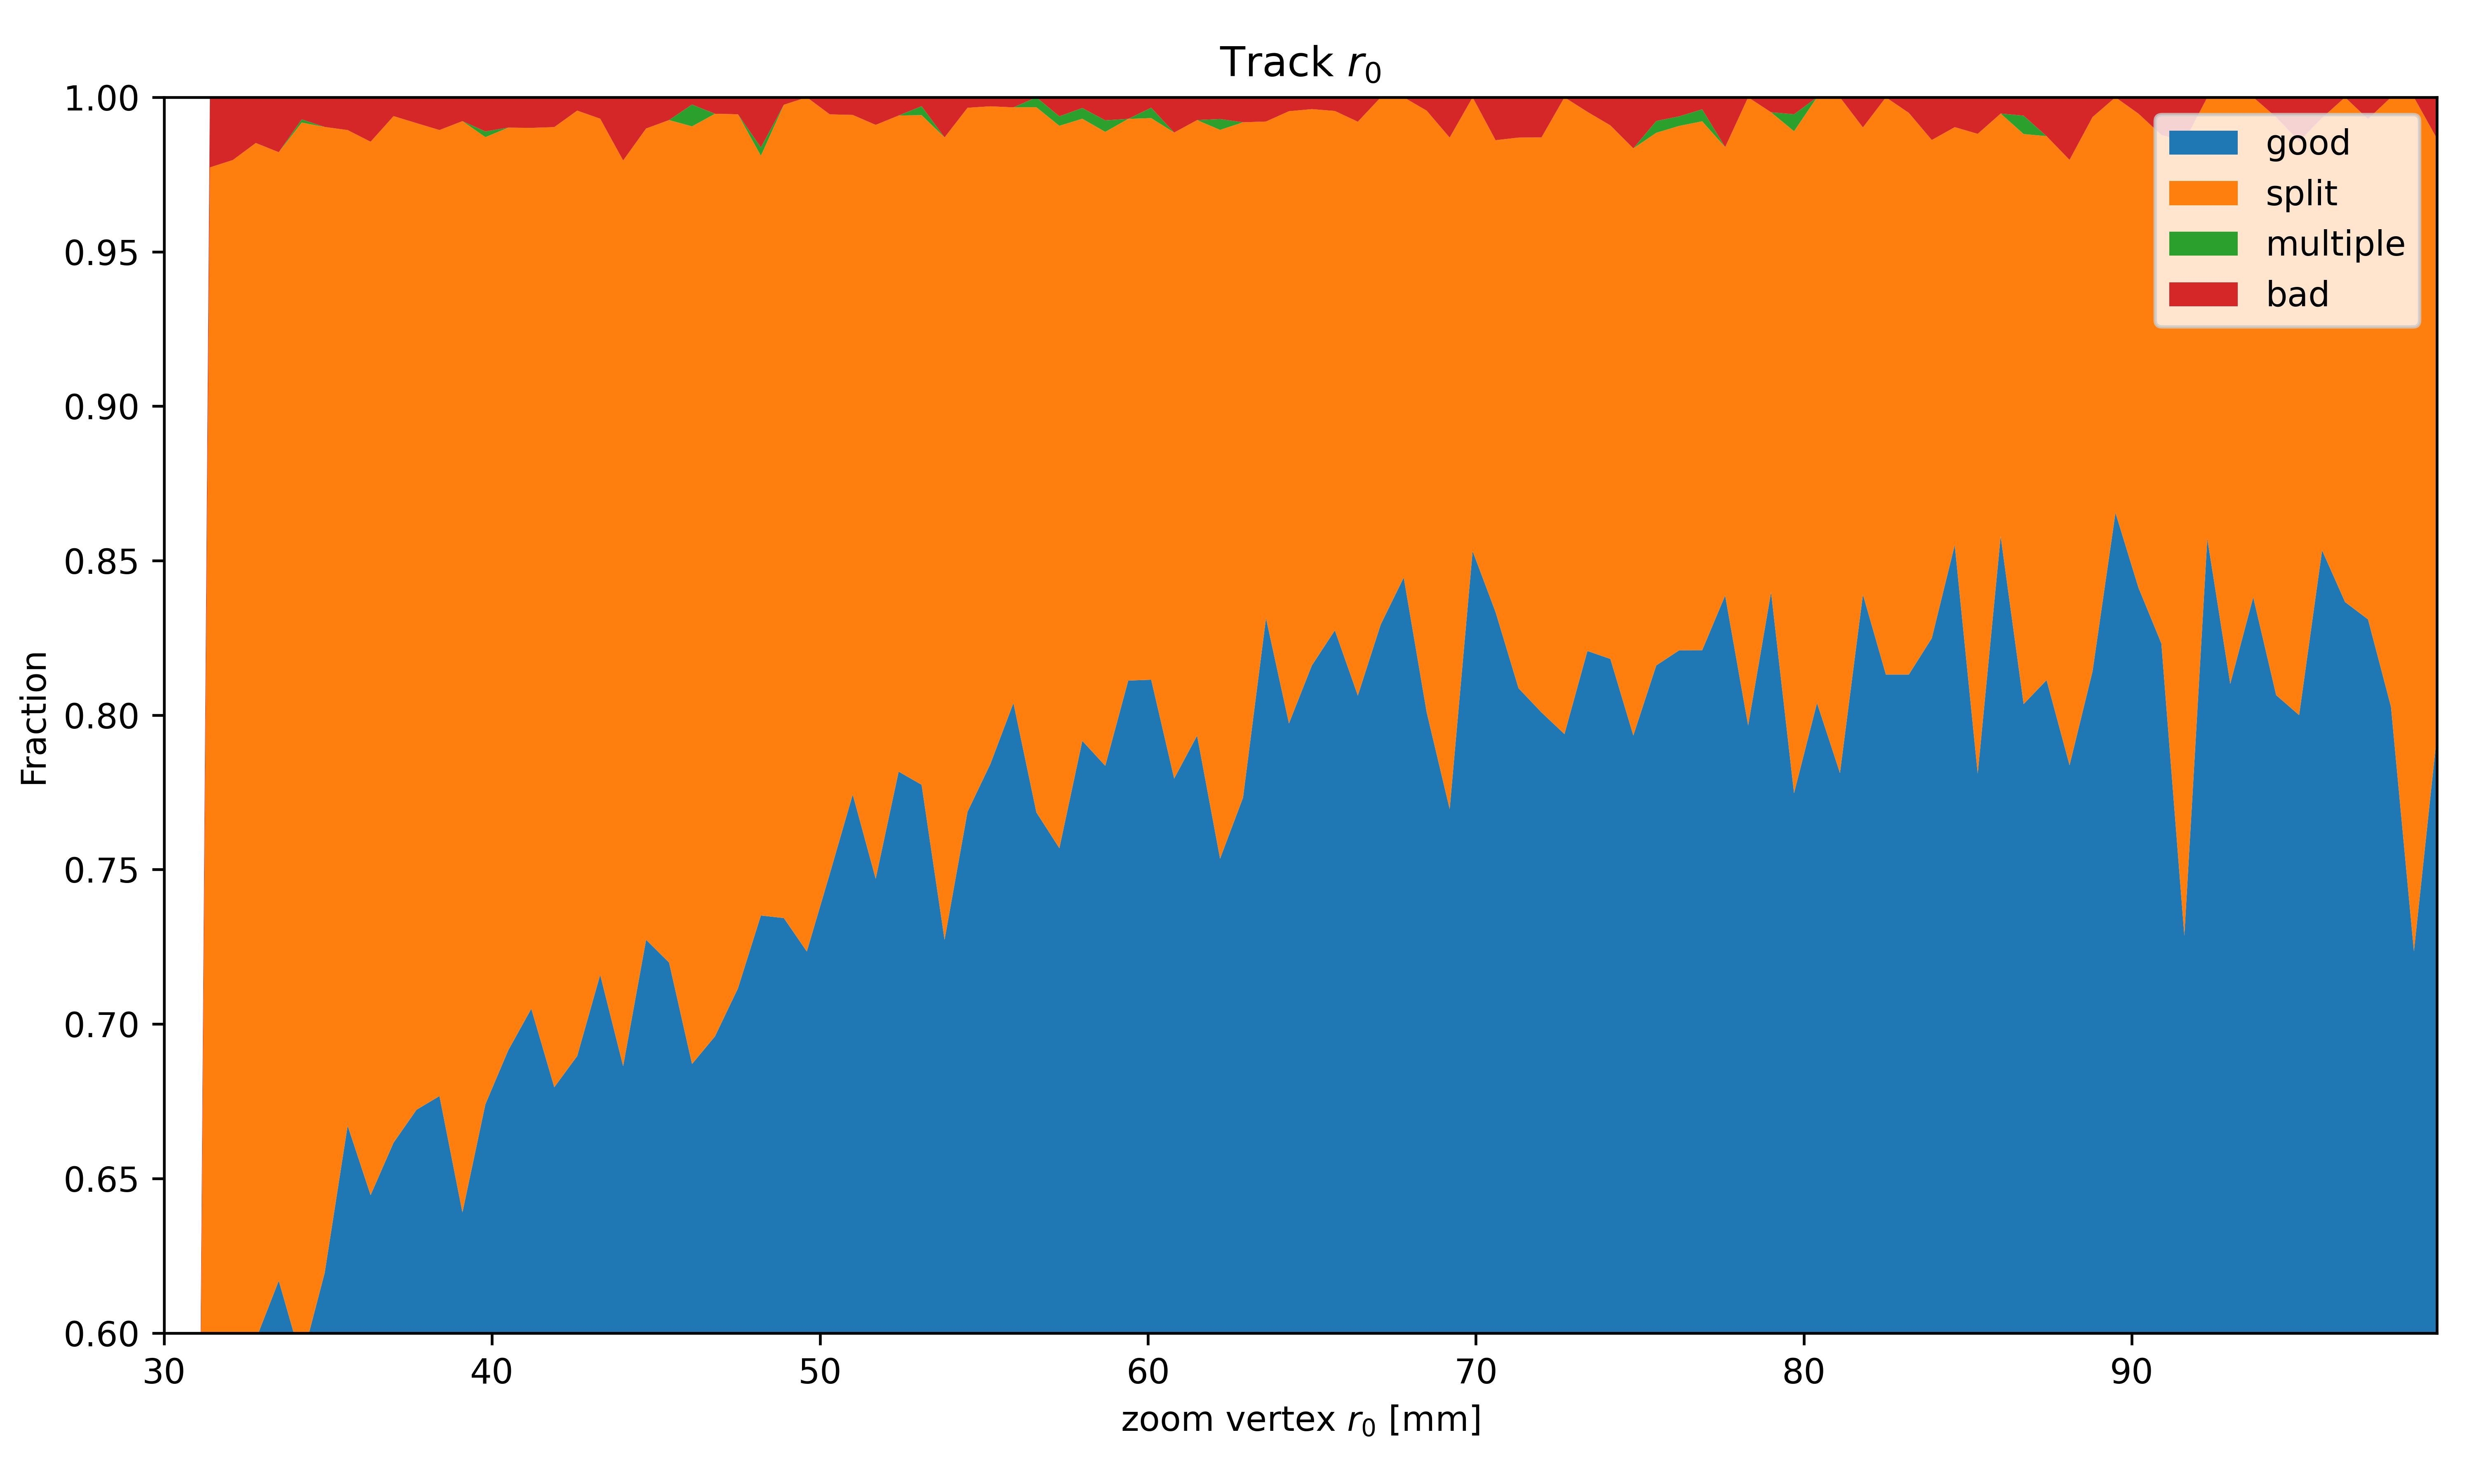 Track r₀
1.00
0.95
0.90
0.85
0.80
0.75
0.70
0.65
0.60
Fraction
good
split
multiple
bad
30 40 50 60 70 80 90
zoom vertex r₀ [mm]